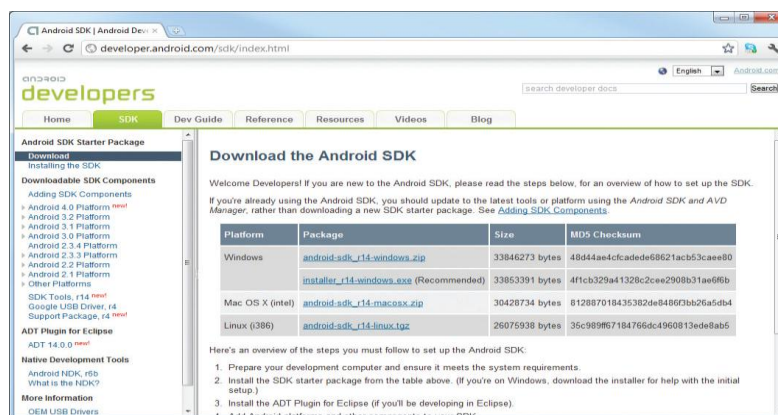 Android SDK | Android Dev
developer.android.com/sdk/index.html
English
Android.com
android
developers
search developer docs
Search
Home SDK Dev Guide Reference Resources Videos Blog
Android SDK Starter Package
Download
Installing the SDK
Downloadable SDK Components
Adding SDK Components
Android 4.0 Platform new!
Android 3.2 Platform
Android 3.1 Platform
Android 3.0 Platform
Android 2.3.4 Platform
Android 2.3.3 Platform
Android 2.2 Platform
Android 2.1 Platform
Other Platforms
SDK Tools, r14 new!
Google USB Driver, r4
Support Package, r4 new!
ADT Plugin for Eclipse
ADT 14.0.0 new!
Native Development Tools
Android NDK, r6b
What is the NDK?
More Information
OEM USB Drivers
Download the Android SDK
Welcome Developers! If you are new to the Android SDK, please read the steps below, for an overview of how to set up the SDK.
If you're already using the Android SDK, you should update to the latest tools or platform using the Android SDK and AVD
Manager, rather than downloading a new SDK starter package. See Adding SDK Components.
Platform Package Size MD5 Checksum
Windows android-sdk_r14-windows.zip 33846273 bytes 48d44ae4cfcadede68621acb53caee80
installer_r14-windows.exe (Recommended) 33853391 bytes 4f1cb329a41328c2cee2908b31ae6f6b
Mac OS X (intel) android-sdk_r14-macosx.zip 30428734 bytes 812887018435382de8486f3bb26a5db4
Linux (i386) android-sdk_r14-linux.tgz 26075938 bytes 35c989ff67184766dc4960813ede8ab5
Here's an overview of the steps you must follow to set up the Android SDK:
1. Prepare your development computer and ensure it meets the system requirements.
2. Install the SDK starter package from the table above. (If you're on Windows, download the installer for help with the initial
setup.)
3. Install the ADT Plugin for Eclipse (if you'll be developing in Eclipse).